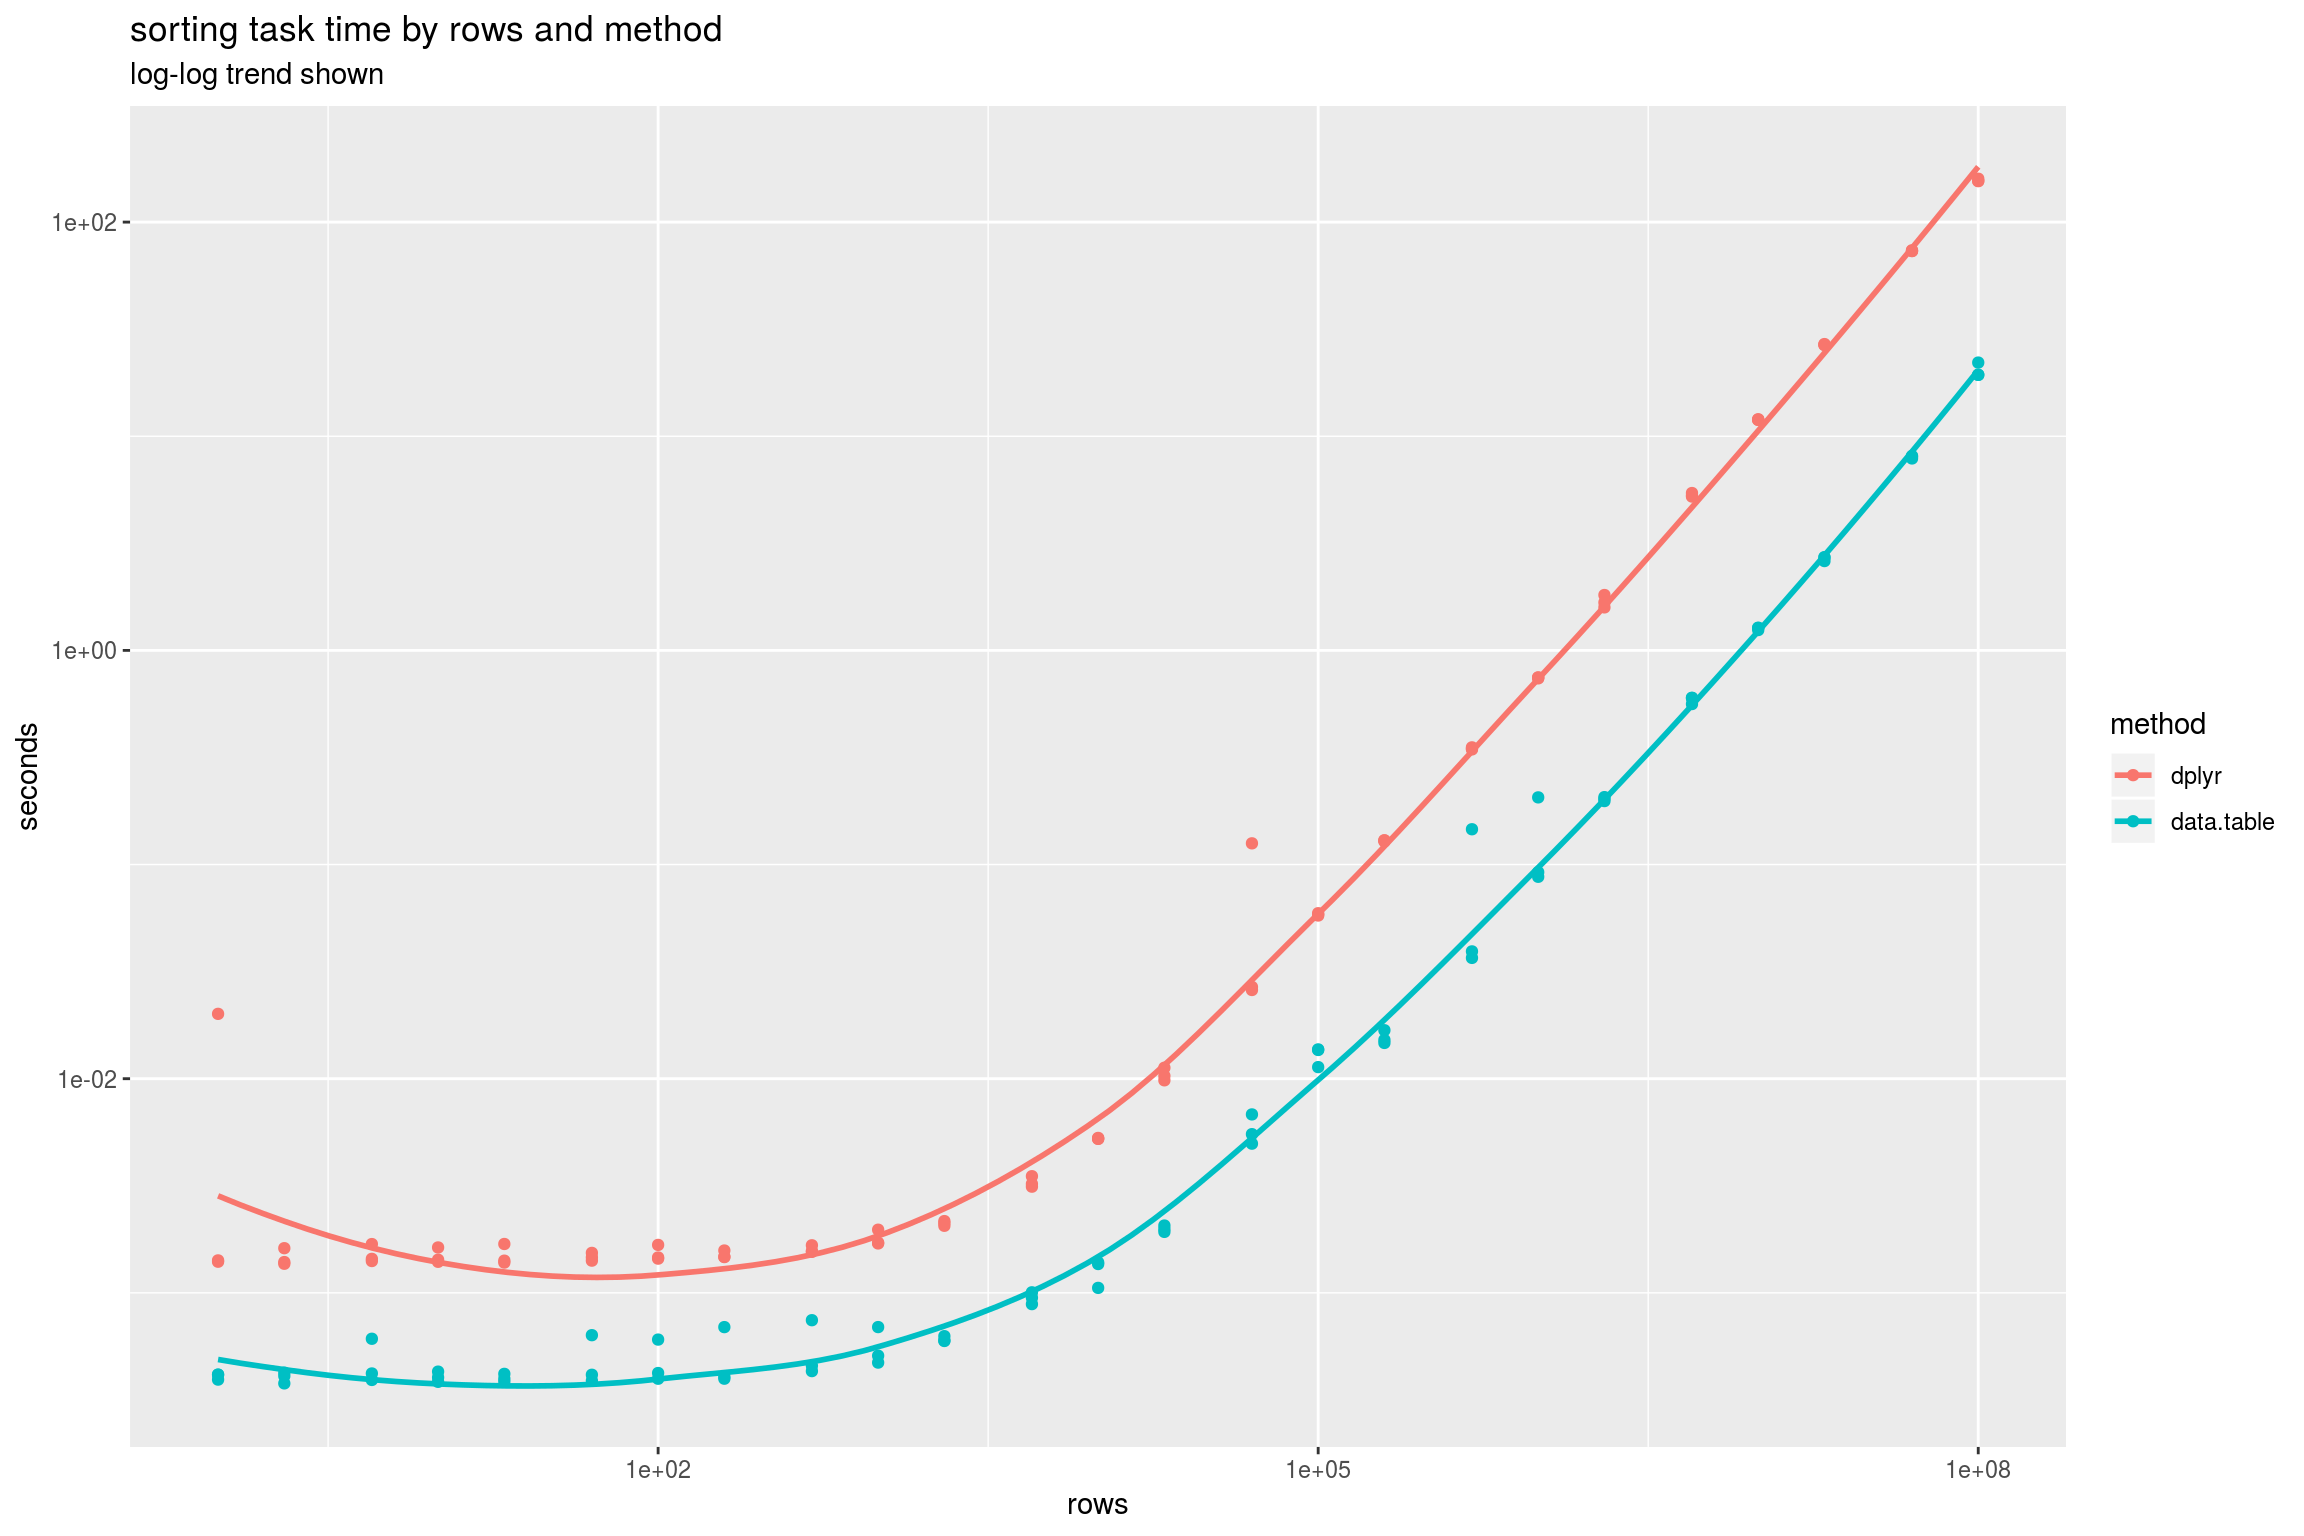 sorting task time by rows and method
log-log trend shown
1e+02
1e+00
1e-02
seconds
1e+02
1e+05
1e+08
rows
method
dplyr
data.table